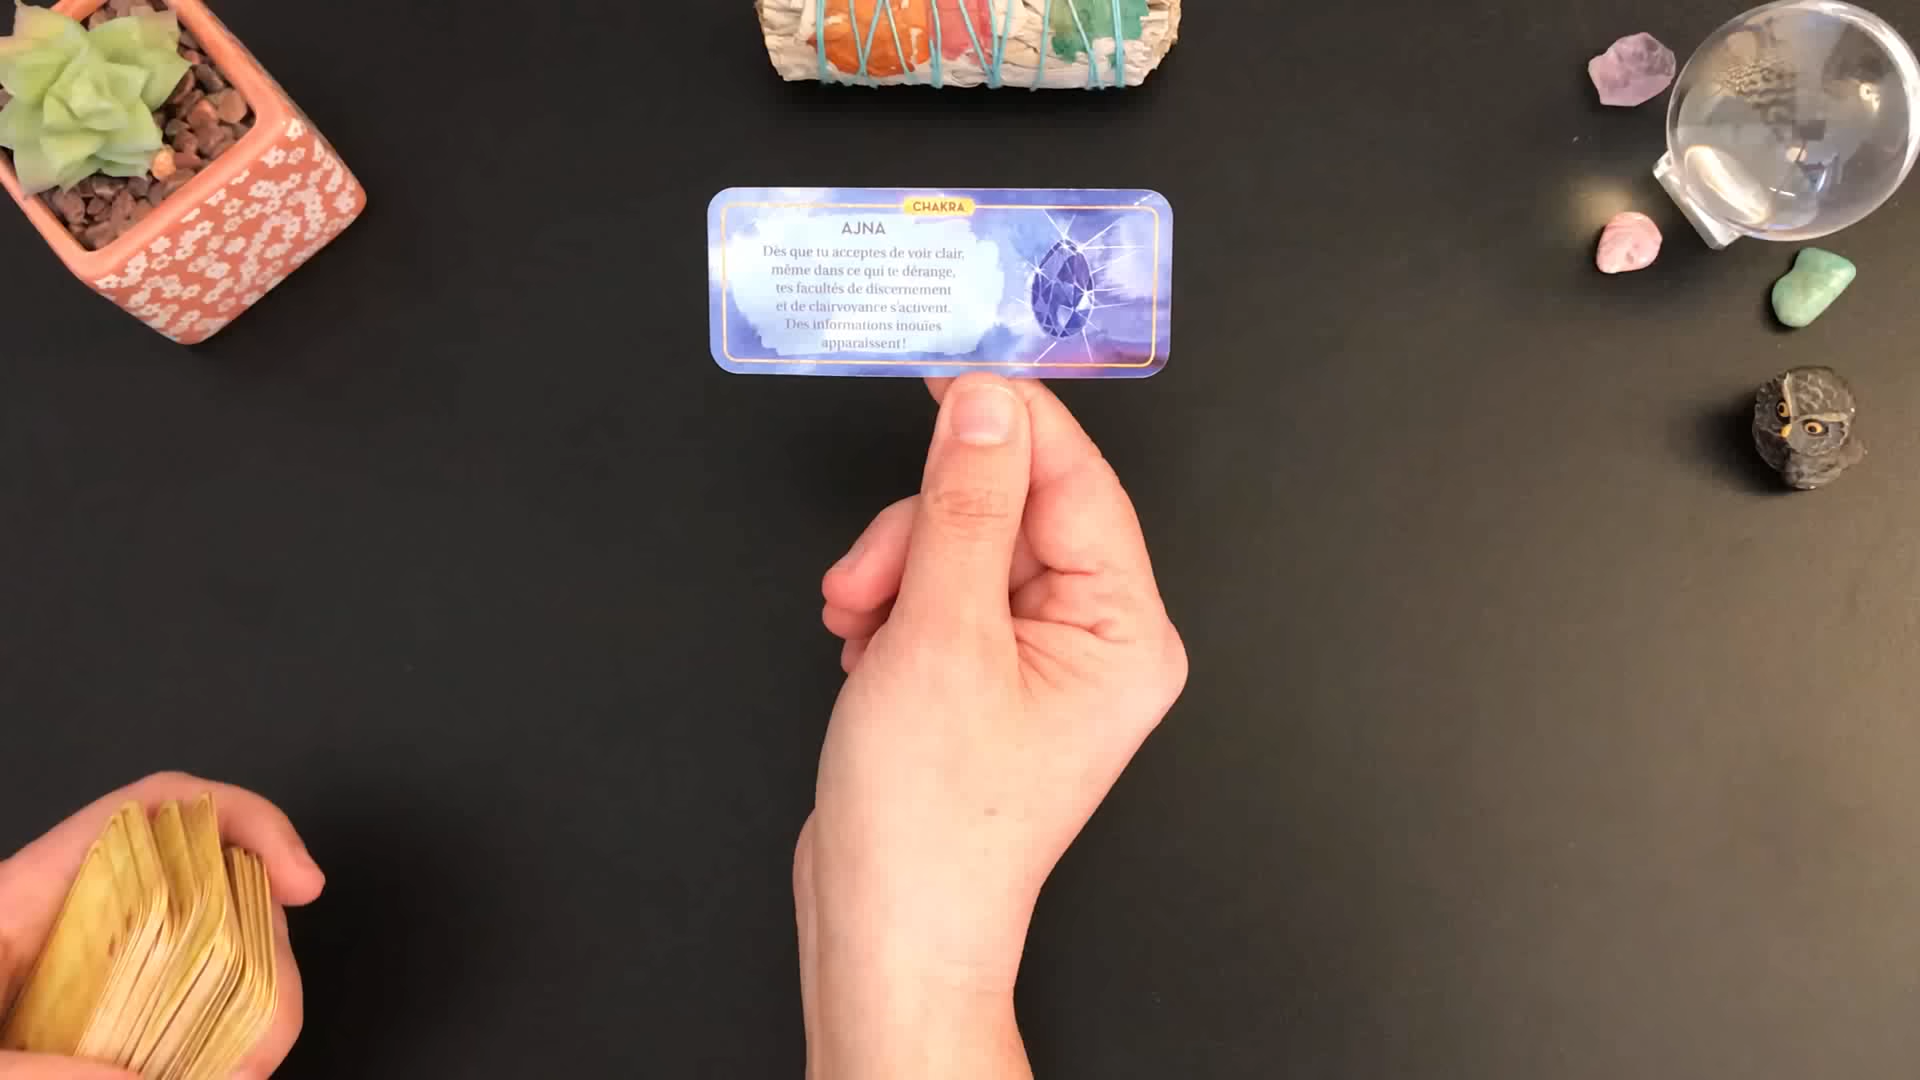 CHAKRA
AJNA
Dès que tu acceptes de voir clair,
même dans ce qui te dérange,
tes facultés de discernement
et de clairvoyance s'activent.
Des informations inouïes
apparaissent !